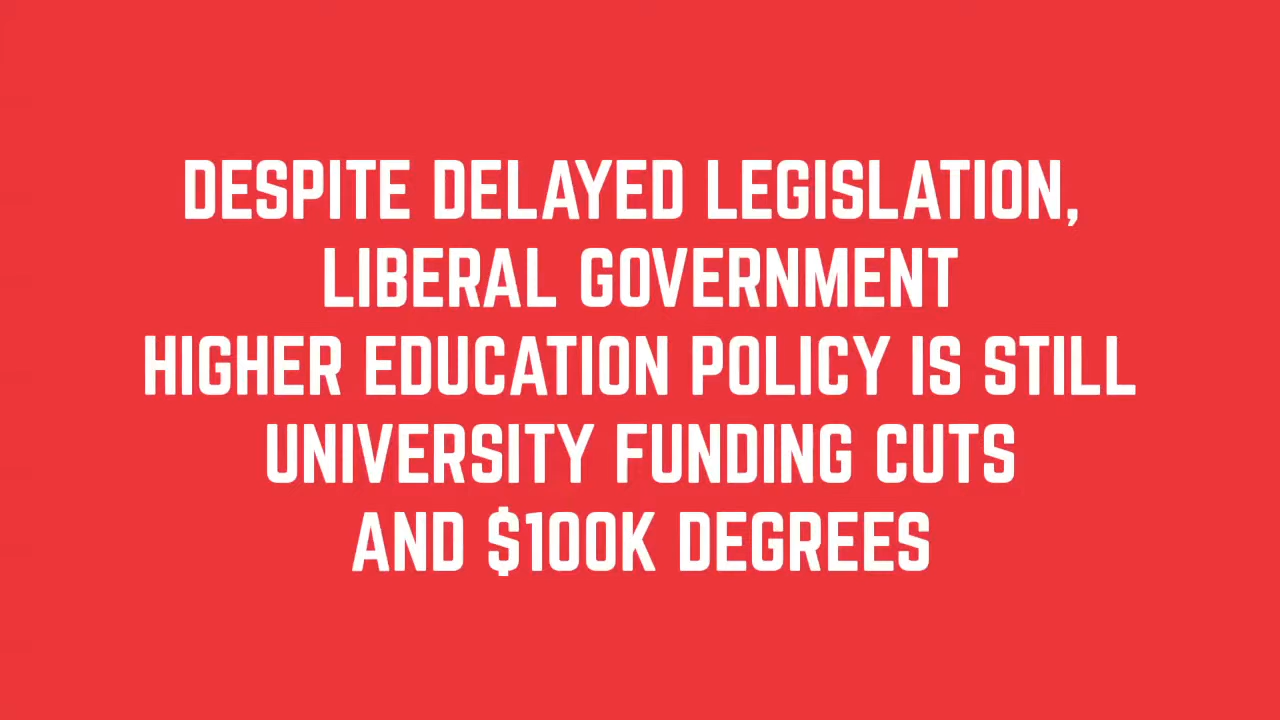 DESPITE DELAYED LEGISLATION,
LIBERAL GOVERNMENT
HIGHER EDUCATION POLICY IS STILL
UNIVERSITY FUNDING CUTS
AND $100K DEGREES